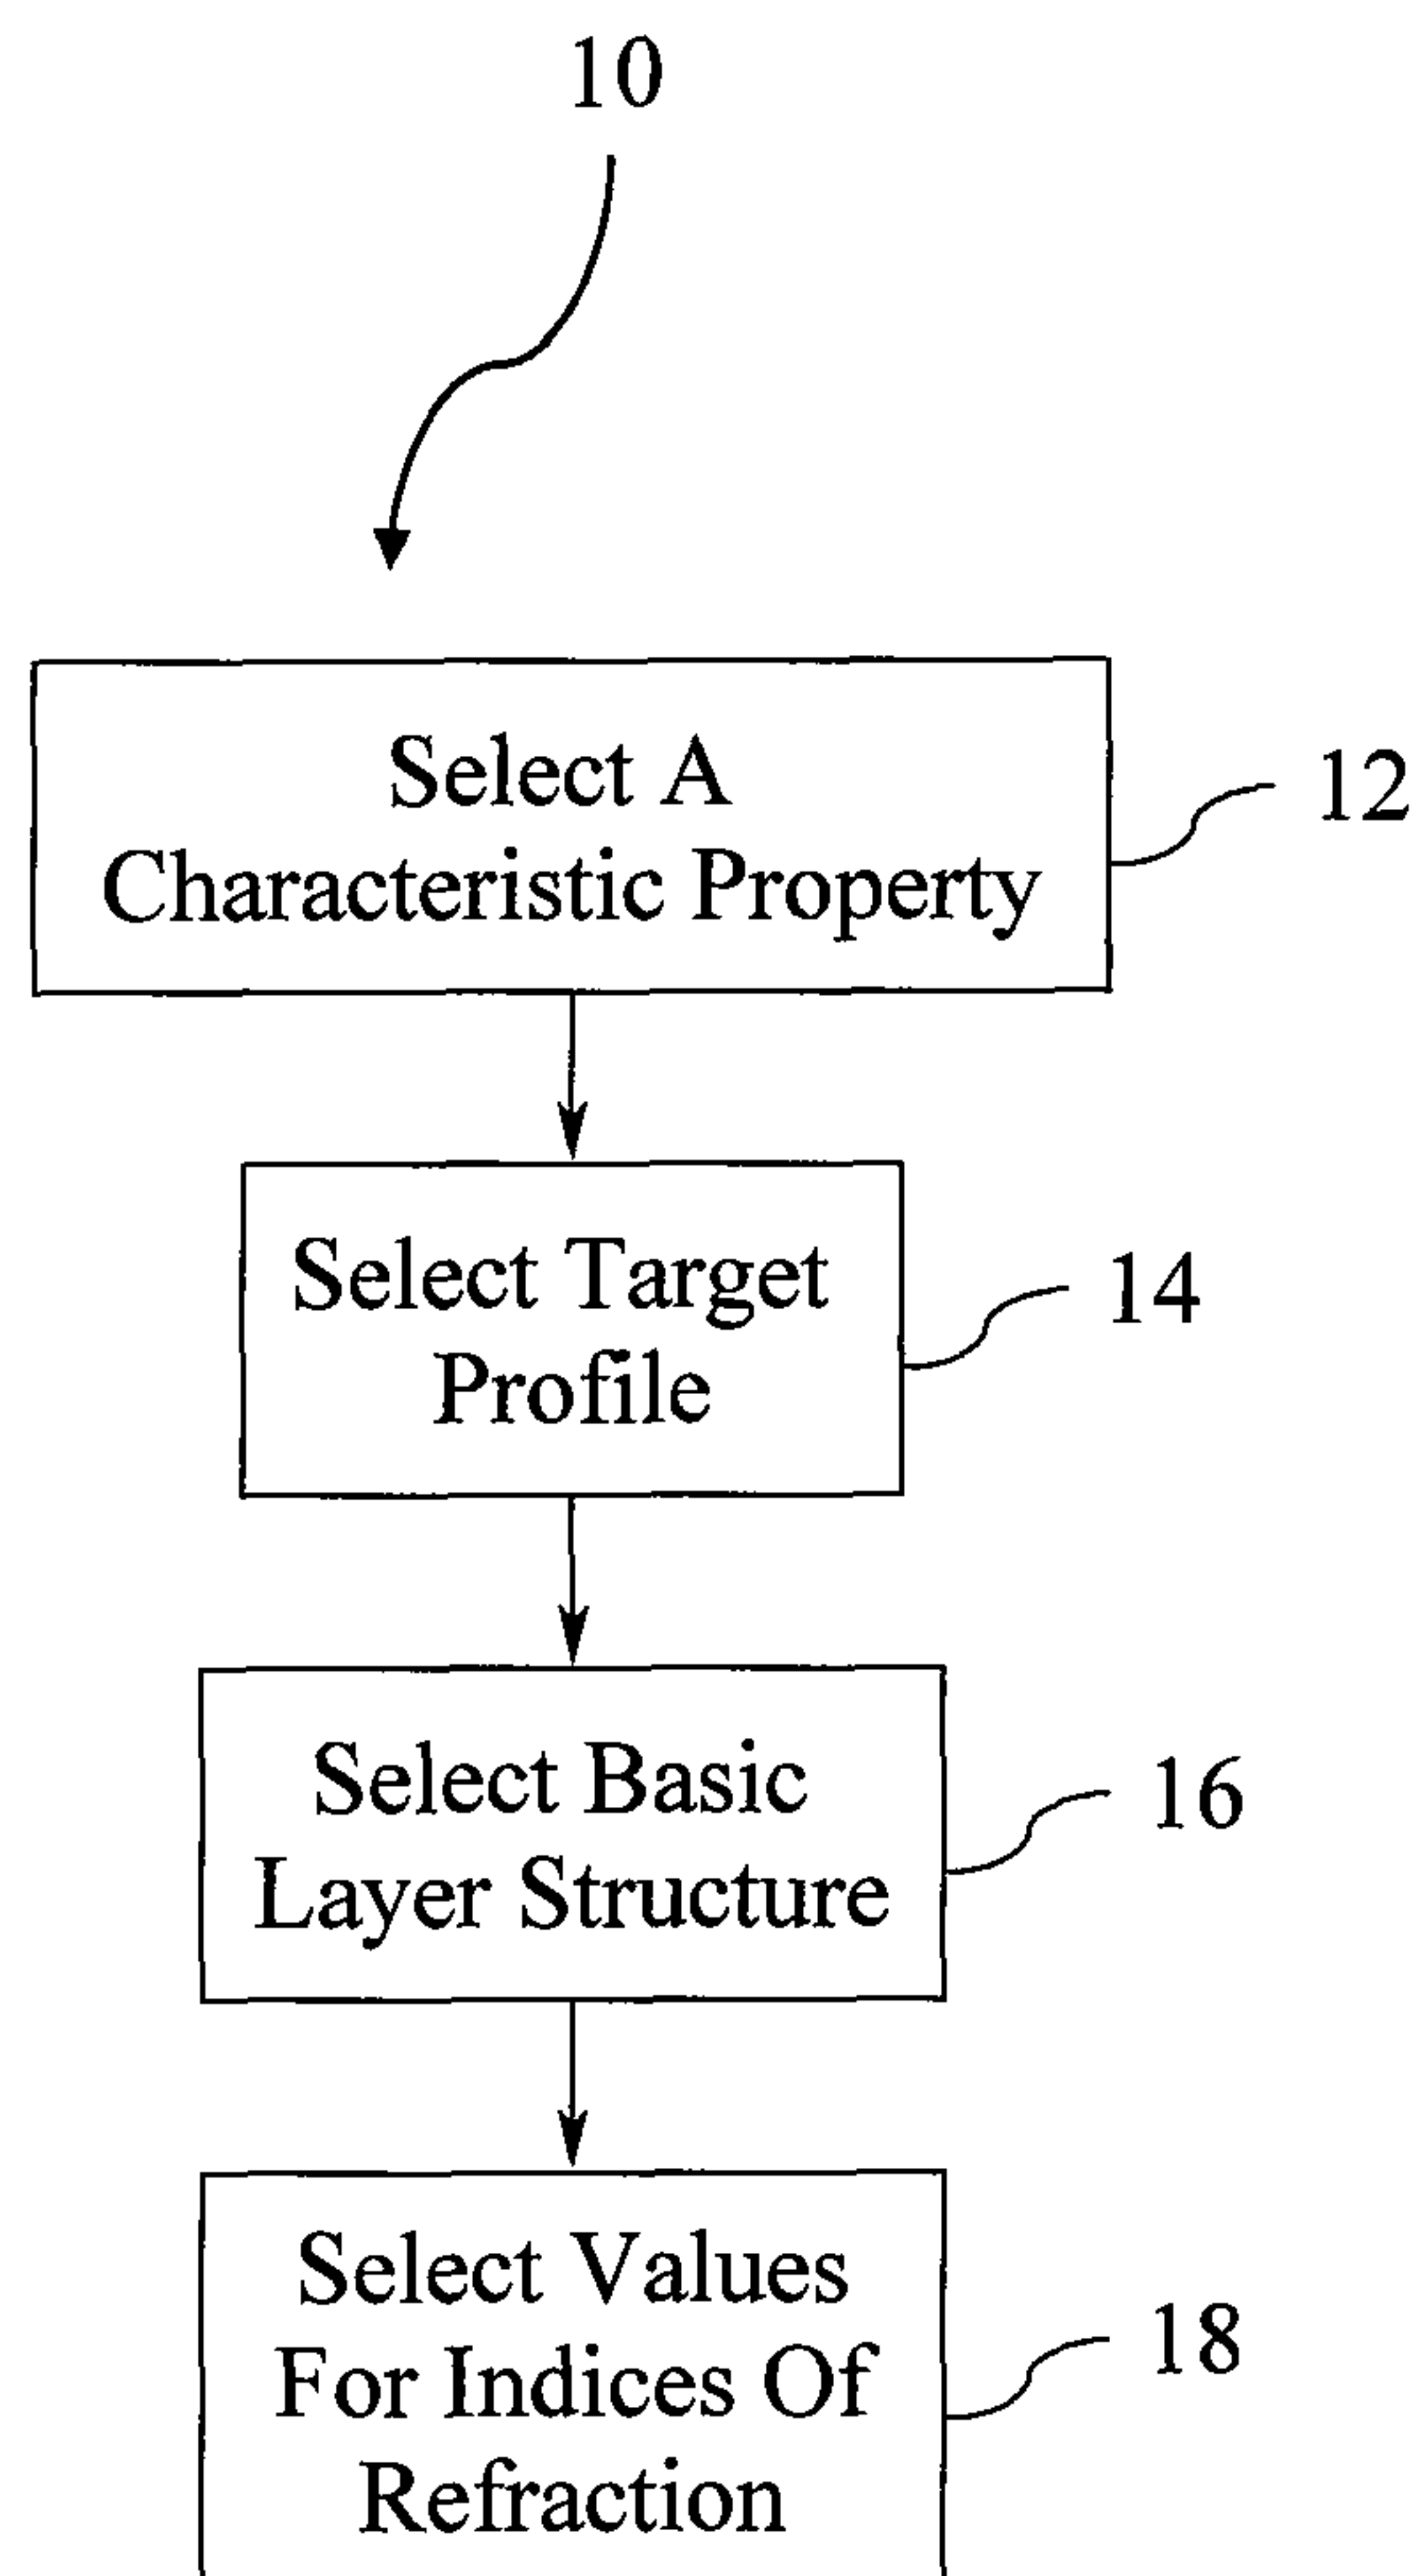 10
Select A
Characteristic Property
12
Select Target
Profile
14
Select Basic
Layer Structure
16
Select Values
For Indices Of
Refraction
18